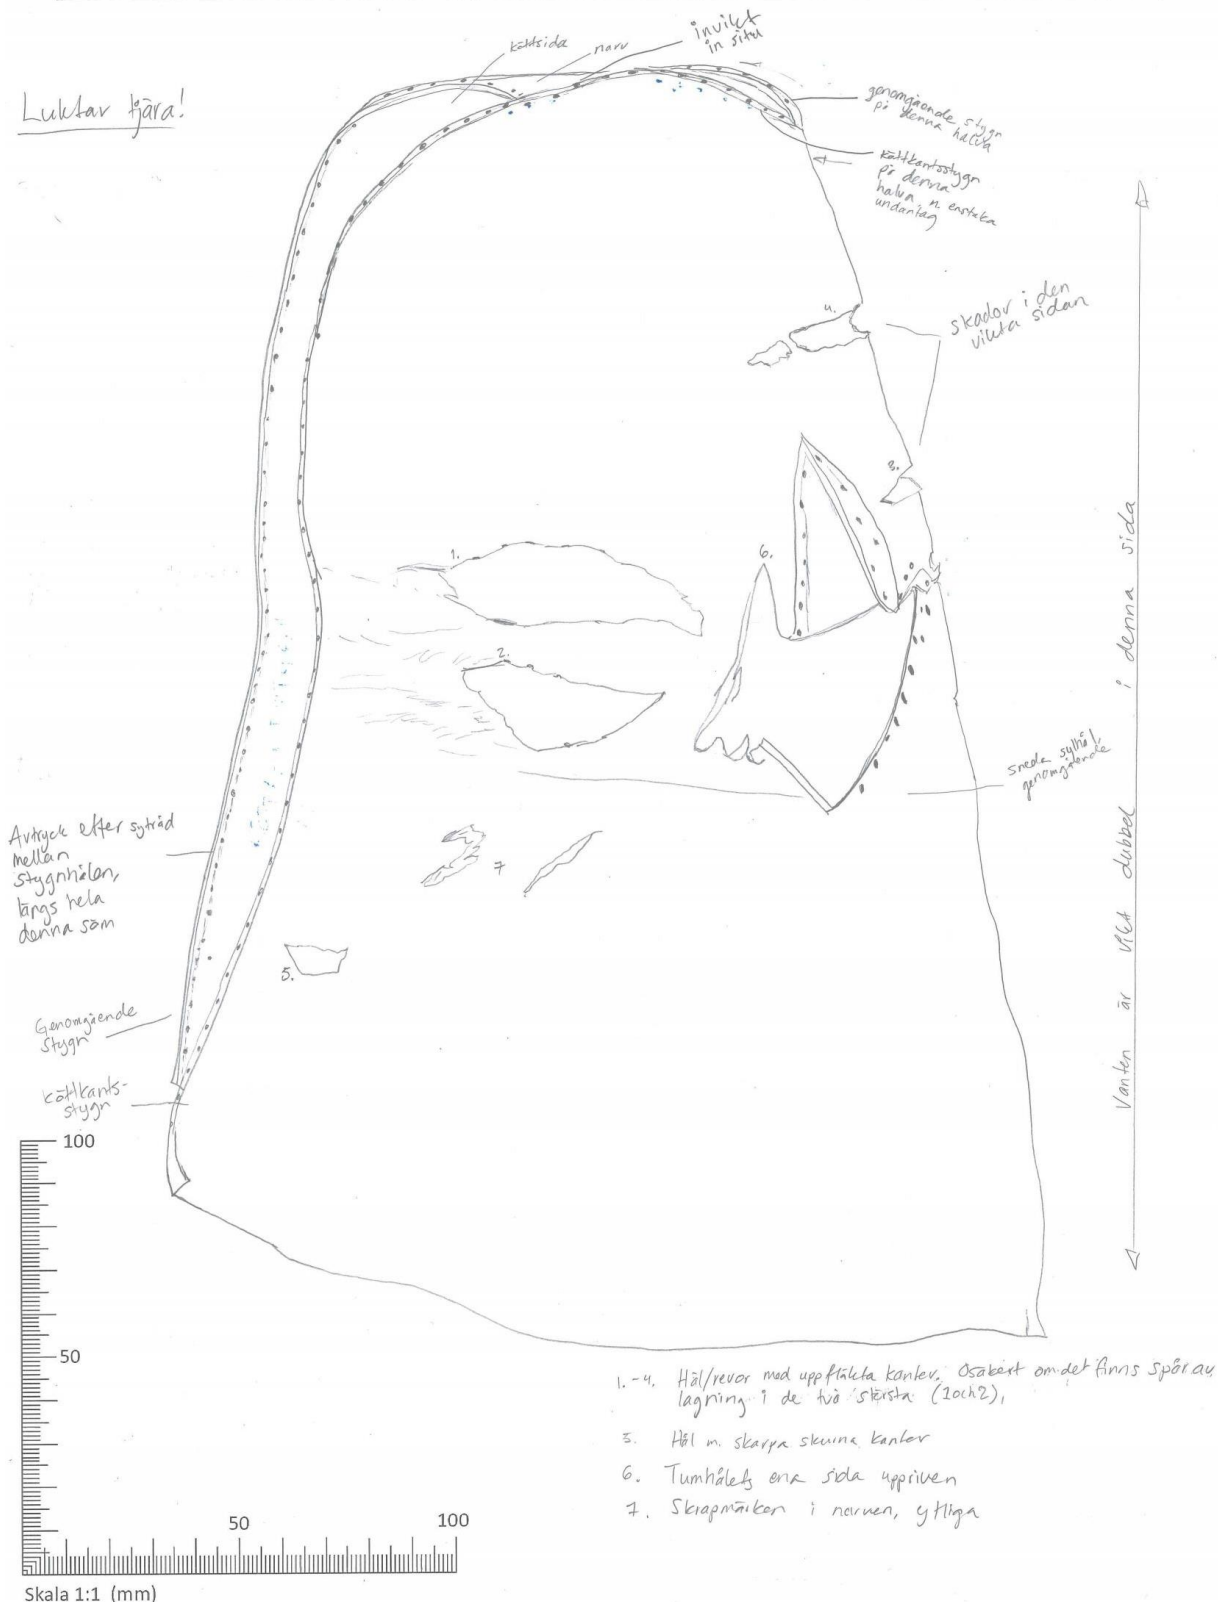 Luktar tjära!
köttsida
narv
invikt
in situ
genomgående stygn
på denna halva
köttkantsstygn
på denna
halva, m. enstaka
undantag
4.
skador i den
vikta sidan
3.
1.
6.
2.
Vanten är vikt dubbel i denna sida
sneda sylhål,
genomgående
Avtryck efter sytråd
mellan
stygnhålen,
längs hela
denna söm
7
5.
Genomgående
stygn
köttkants-
stygn
100
50
50
100
Skala 1:1 (mm)
1.-4. Hål/revor med uppfläkta kanter. Osäkert om det finns spår av
lagning i de två största (1och2),
5. Hål m. skarpa skurna kanter
6. Tumhålets ena sida uppriven
7. Skrapmärken i narven, ytliga